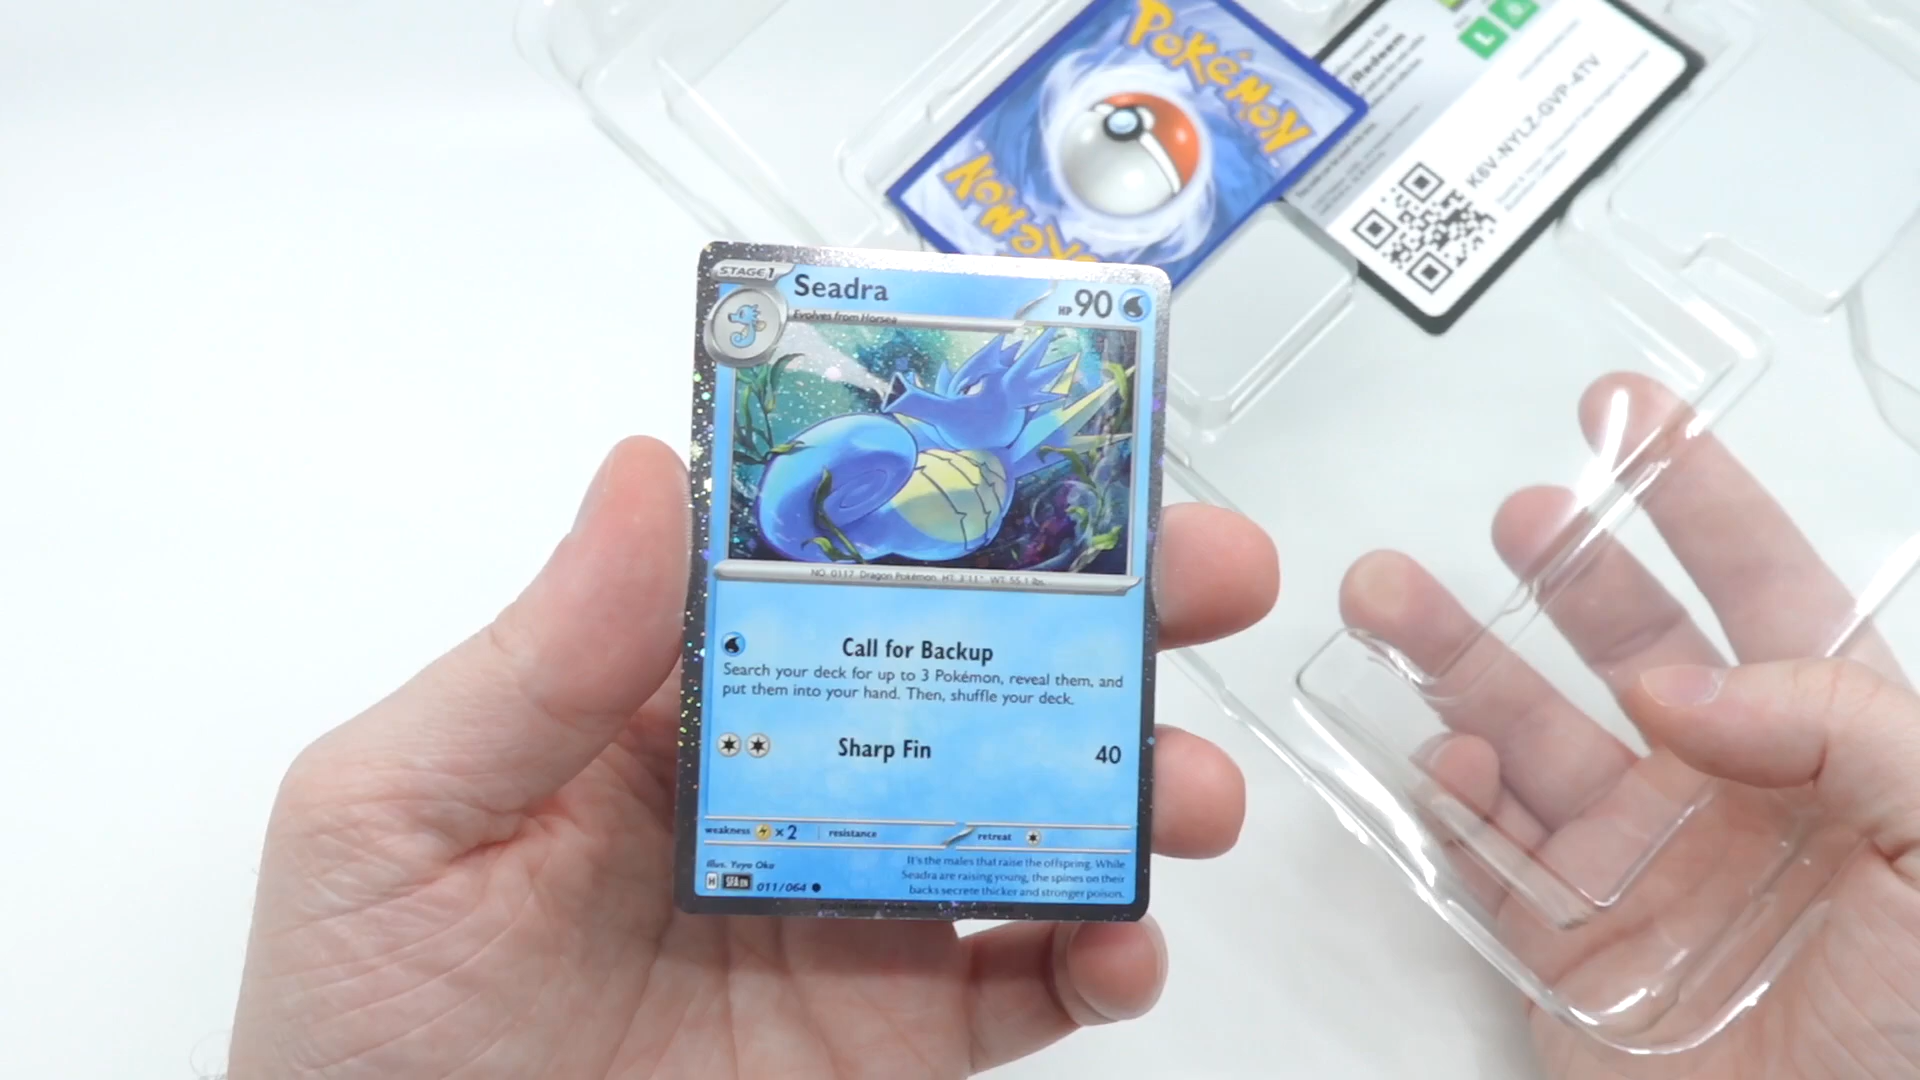 POKéMON
POKéMON
/Redeem
L
K6V-NYLZ-GVP-4TV
STAGE 1
Seadra
HP 90
Evolves from Horsea
NO. 0117 Dragon Pokémon HT: 3'11" WT: 55.1 lbs.
Call for Backup
Search your deck for up to 3 Pokémon, reveal them, and
put them into your hand. Then, shuffle your deck.
Sharp Fin 40
weakness ×2 resistance retreat
Illus. Yuya Oka
It's the males that raise the offspring. While
Seadra are raising young, the spines on their
backs secrete thicker and stronger poison.
H SFA EN 011/064